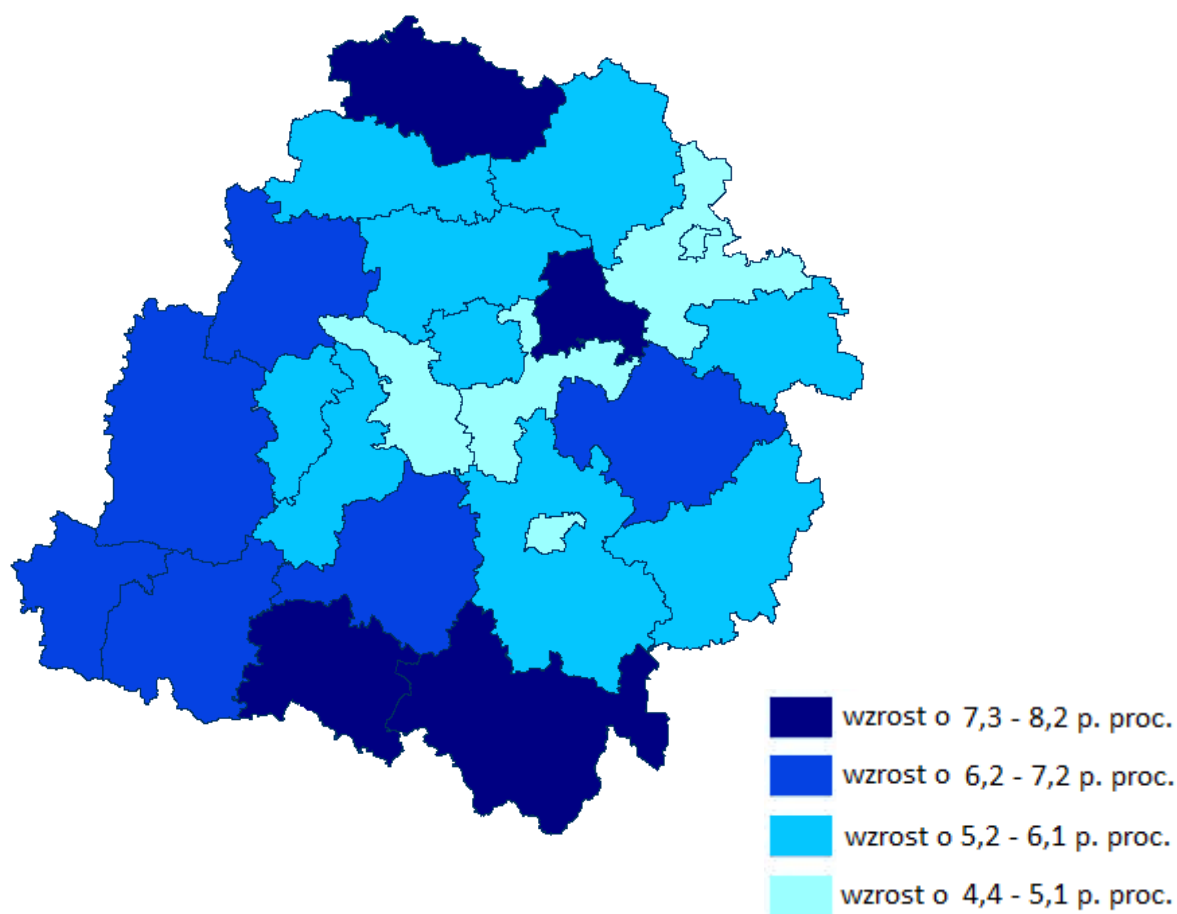 wzrost o 7,3 - 8,2 p. proc.
wzrost o 6,2 - 7,2 p. proc.
wzrost o 5,2 - 6,1 p. proc.
wzrost o 4,4 - 5,1 p. proc.